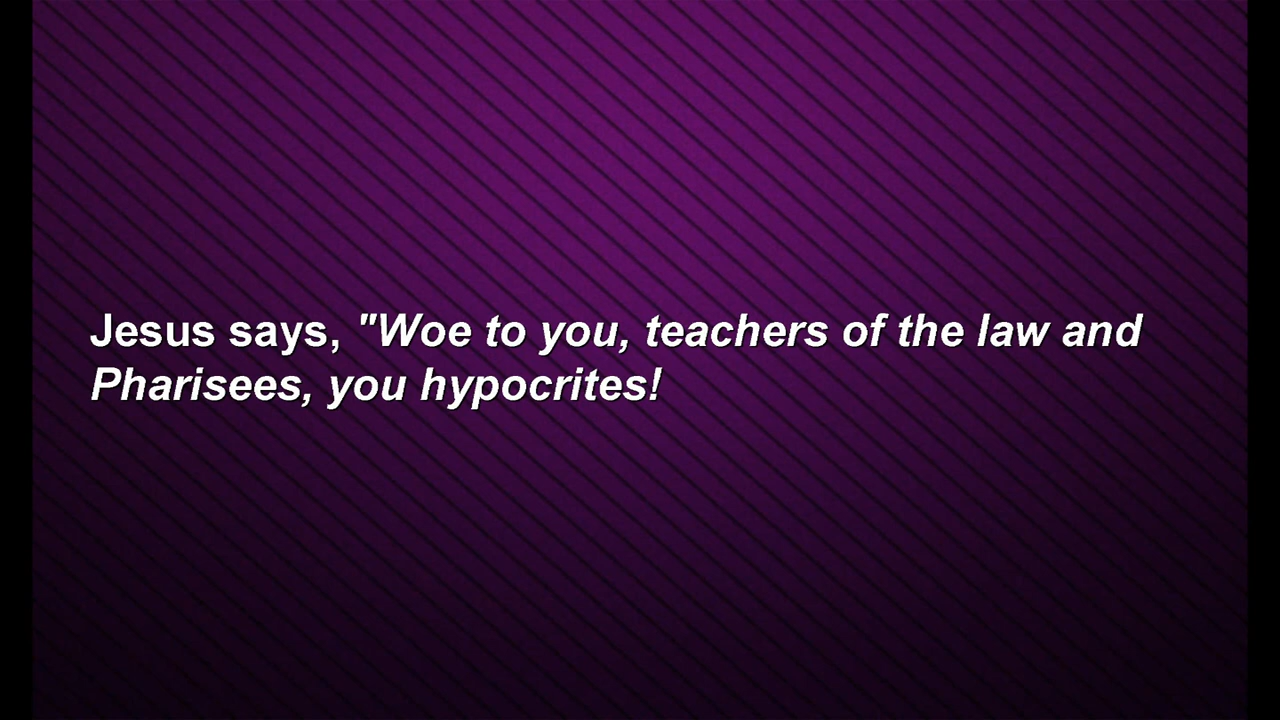 Jesus says, "Woe to you, teachers of the law and
Pharisees, you hypocrites!